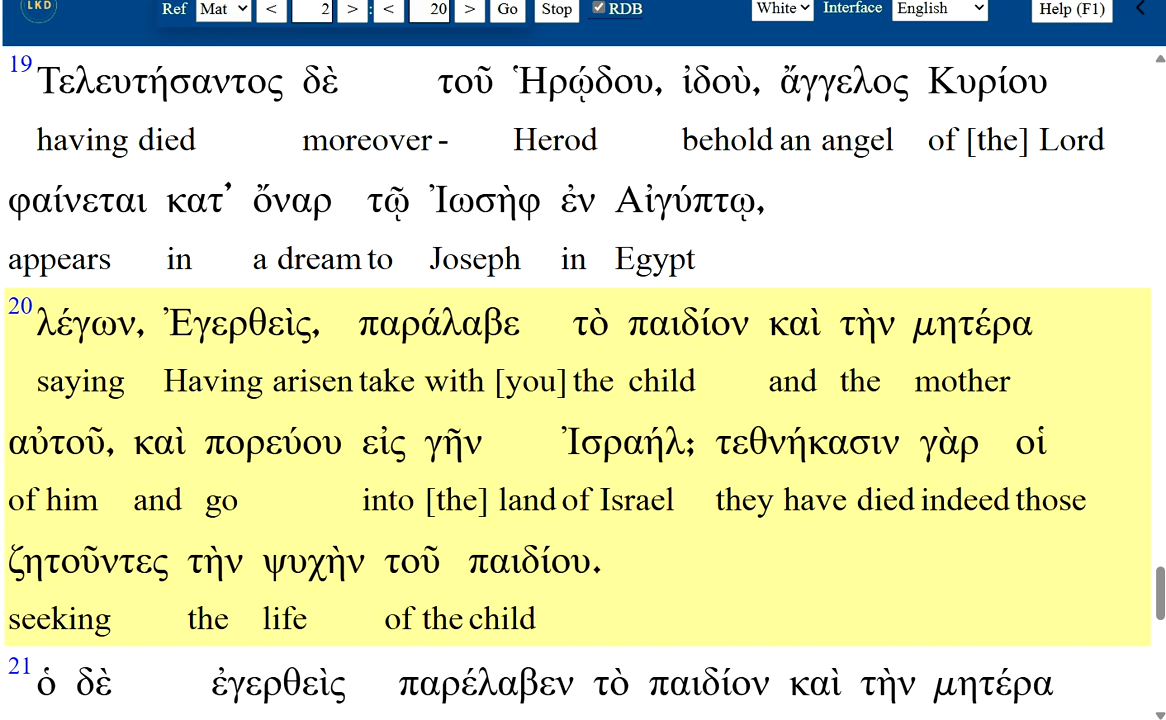 LKD Ref Mat < 2 > : < 20 > Go Stop RDB White Interface English Help (F1) <
19 Τελευτήσαντος δὲ τοῦ Ἡρῴδου, ἰδοὺ, ἄγγελος Κυρίου
having died moreover - Herod behold an angel of [the] Lord
φαίνεται κατ’ ὄναρ τῷ Ἰωσὴφ ἐν Αἰγύπτῳ,
appears in a dream to Joseph in Egypt
20 λέγων, Ἐγερθεὶς, παράλαβε τὸ παιδίον καὶ τὴν μητέρα
saying Having arisen take with [you] the child and the mother
αὐτοῦ, καὶ πορεύου εἰς γῆν Ἰσραήλ; τεθνήκασιν γὰρ οἱ
of him and go into [the] land of Israel they have died indeed those
ζητοῦντες τὴν ψυχὴν τοῦ παιδίου.
seeking the life of the child
21 ὁ δὲ ἐγερθεὶς παρέλαβεν τὸ παιδίον καὶ τὴν μητέρα